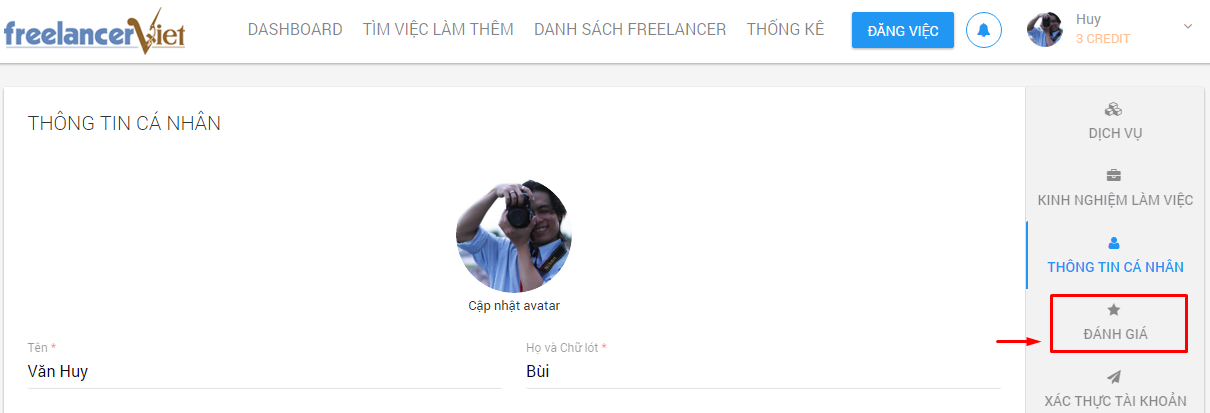 freelancerViet
DASHBOARD TÌM VIỆC LÀM THÊM DANH SÁCH FREELANCER THỐNG KÊ ĐĂNG VIỆC
Huy
3 CREDIT
THÔNG TIN CÁ NHÂN
Cập nhật avatar
Tên * Họ và Chữ lót *
Văn Huy Bùi
DỊCH VỤ
KINH NGHIỆM LÀM VIỆC
THÔNG TIN CÁ NHÂN
ĐÁNH GIÁ
XÁC THỰC TÀI KHOẢN